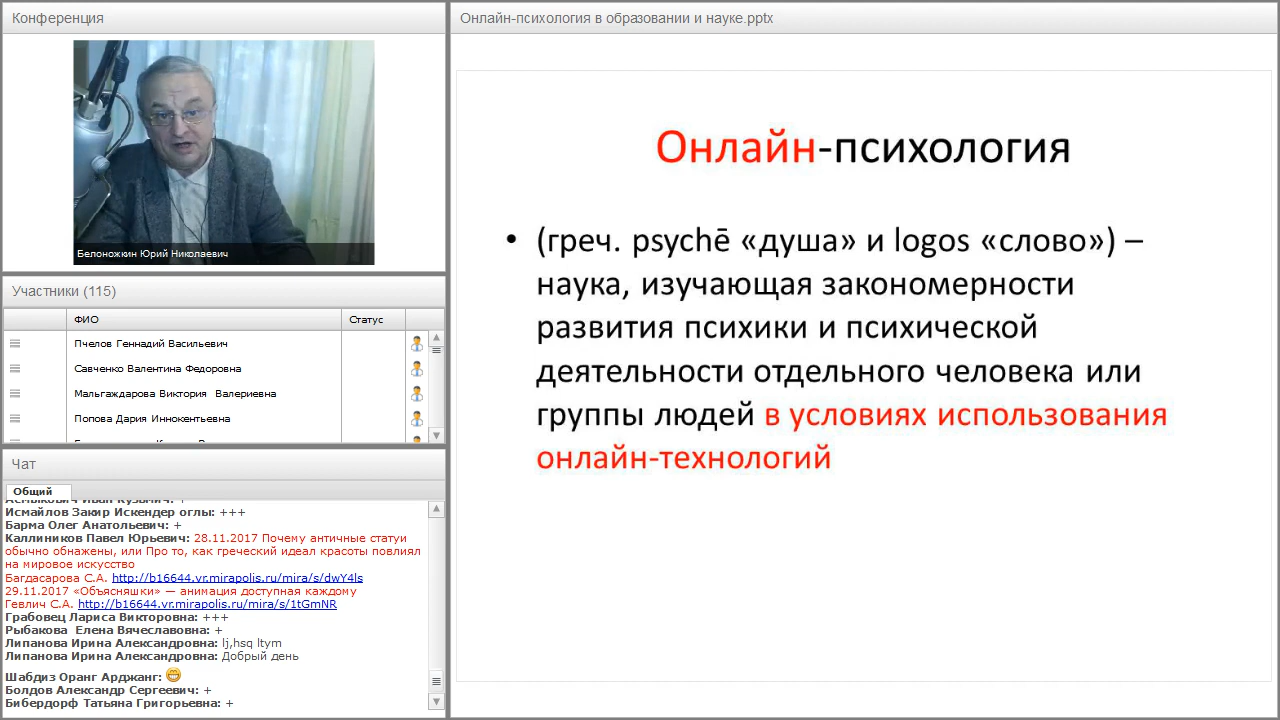 Конференция
Белоножкин Юрий Николаевич
Участники (115)
ФИО
Статус
Пчелов Геннадий Васильевич
Савченко Валентина Федоровна
Мальгаждарова Виктория Валериевна
Попова Дария Иннокентьевна
Чат
Общий
Исмайлов Закир Искендер оглы: +++
Барма Олег Анатольевич: +
Каллиников Павел Юрьевич: 28.11.2017 Почему античные статуи
обычно обнажены, или Про то, как греческий идеал красоты повлиял
на мировое искусство
Багдасарова С.А. http://b16644.vr.mirapolis.ru/mira/s/dwY4ls
29.11.2017 «Объясняшки» — анимация доступная каждому
Гевлич С.А. http://b16644.vr.mirapolis.ru/mira/s/1tGmNR
Грабовец Лариса Викторовна: +++
Рыбакова Елена Вячеславовна: +
Липанова Ирина Александровна: lj,hsq ltym
Липанова Ирина Александровна: Добрый день
Шабдиз Оранг Арджанг:
Болдов Александр Сергеевич: +
Бибердорф Татьяна Григорьевна: +
Онлайн-психология в образовании и науке.pptx
Онлайн-психология
• (греч. psychē «душа» и logos «слово») –
наука, изучающая закономерности
развития психики и психической
деятельности отдельного человека или
группы людей в условиях использования
онлайн-технологий